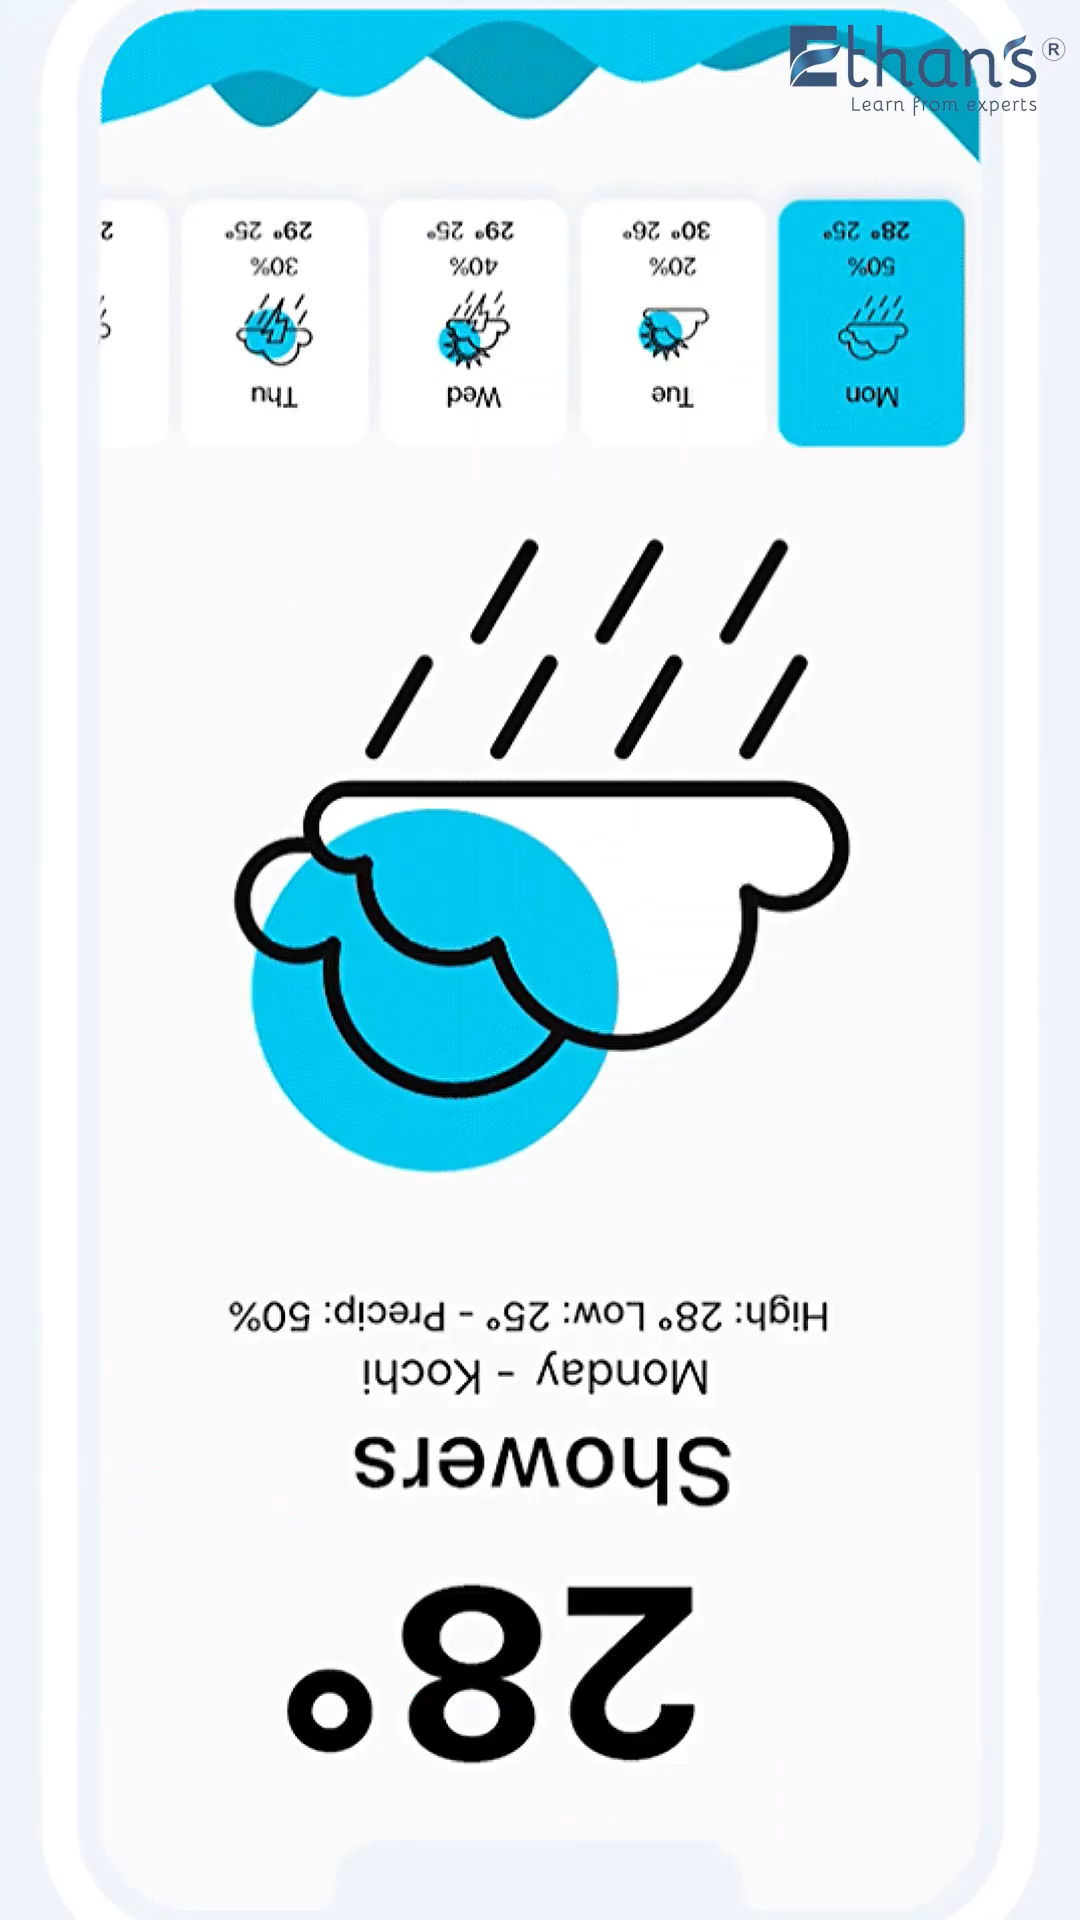 Ethan's®
Learn from experts
28°
Showers
Monday - Kochi
High: 28° Low: 25° - Precip: 50%
Mon
50%
28° 25°
Tue
20%
30° 26°
Wed
40%
29° 25°
Thu
30%
29° 25°
2